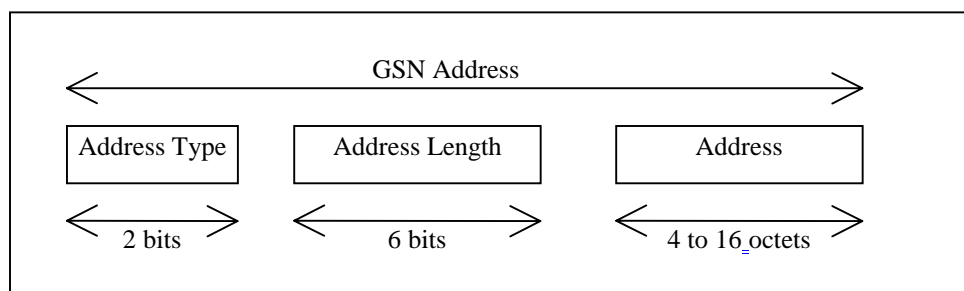 GSN Address
Address Type Address Length Address
2 bits 6 bits 4 to 16 octets